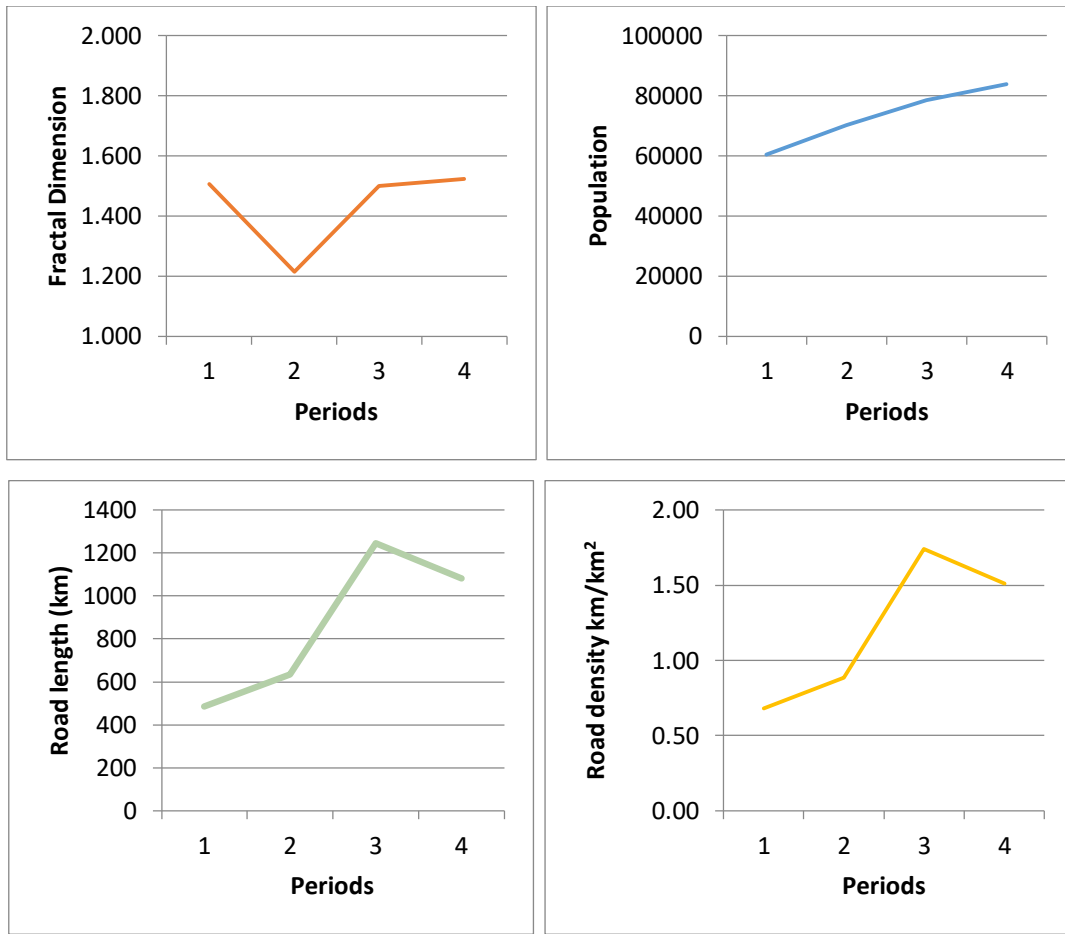 Fractal Dimension
2.000
1.800
1.600
1.400
1.200
1.000
1 2 3 4
Periods
Population
100000
80000
60000
40000
20000
0
1 2 3 4
Periods
Road length (km)
1400
1200
1000
800
600
400
200
0
1 2 3 4
Periods
Road density km/km²
2.00
1.50
1.00
0.50
0.00
1 2 3 4
Periods